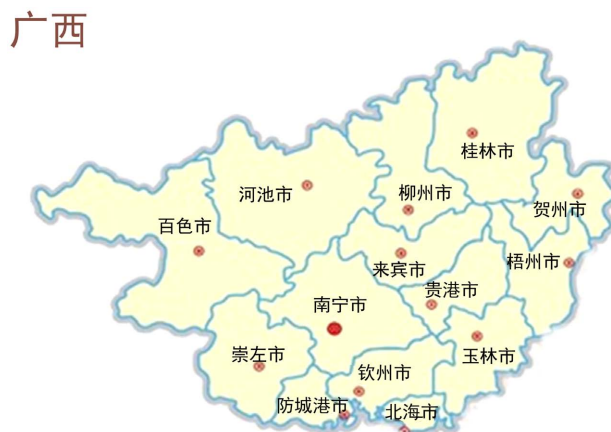 广西
桂林市
河池市
柳州市
贺州市
百色市
来宾市
梧州市
贵港市
南宁市
崇左市
玉林市
钦州市
防城港市
北海市